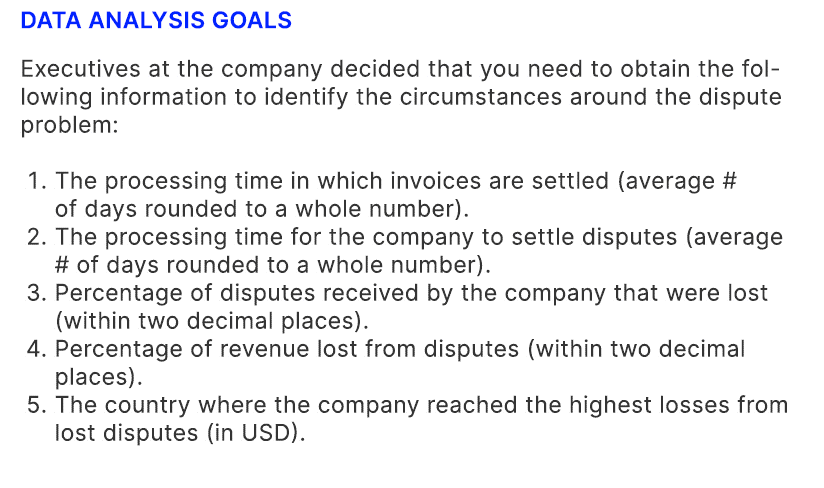 DATA ANALYSIS GOALS
Executives at the company decided that you need to obtain the fol-
lowing information to identify the circumstances around the dispute
problem:
1. The processing time in which invoices are settled (average #
of days rounded to a whole number).
2. The processing time for the company to settle disputes (average
# of days rounded to a whole number).
3. Percentage of disputes received by the company that were lost
(within two decimal places).
4. Percentage of revenue lost from disputes (within two decimal
places).
5. The country where the company reached the highest losses from
lost disputes (in USD).